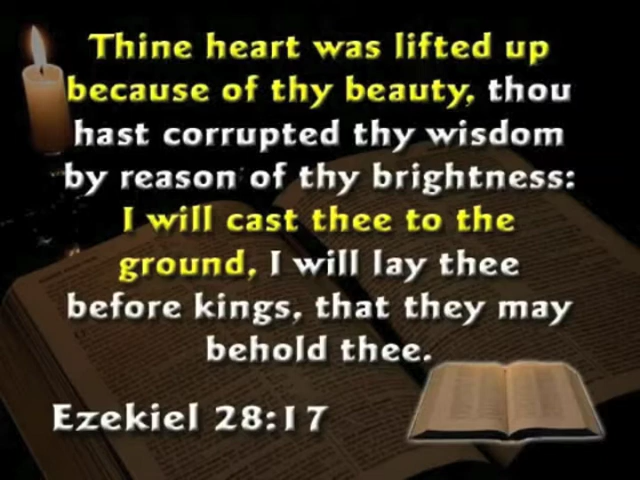 Thine heart was lifted up
because of thy beauty, thou
hast corrupted thy wisdom
by reason of thy brightness:
I will cast thee to the
ground, I will lay thee
before kings, that they may
behold thee.
Ezekiel 28:17